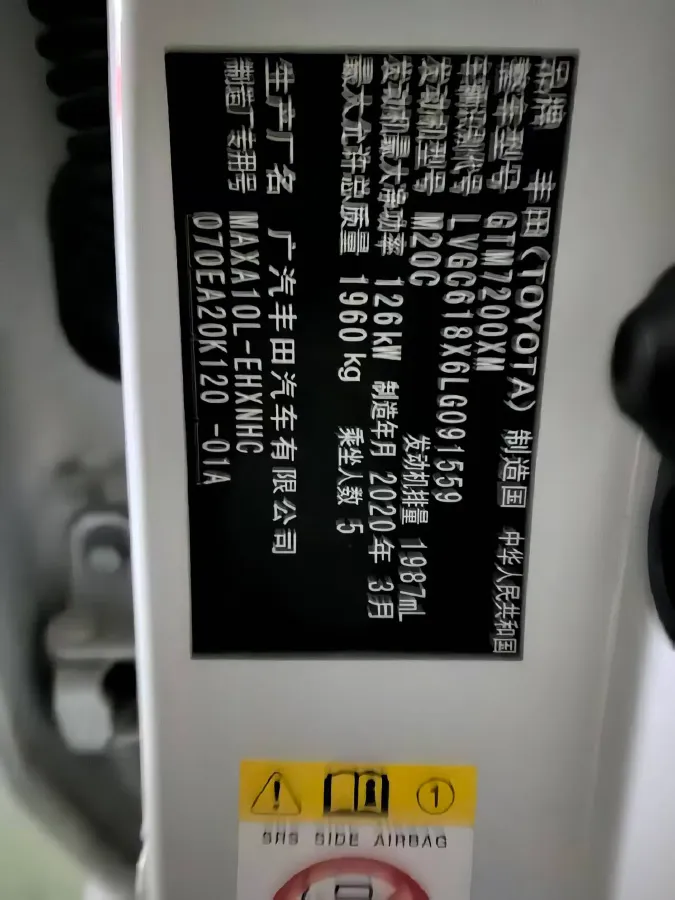 品牌 丰田(TOYOTA) 制造国 中华人民共和国
整车型号 GTM7200XM
车辆识别代号 LVGC618X6LG091559
发动机型号 M20C 发动机排量 1987mL
发动机最大净功率 126kW 制造年月 2020年 3月
最大允许总质量 1960 kg 乘坐人数 5
生产厂名 广汽丰田汽车有限公司
制造厂专用号 MAXA10L-EHXNHC
070EA20K120 -01A
1
SRS SIDE AIRBAG